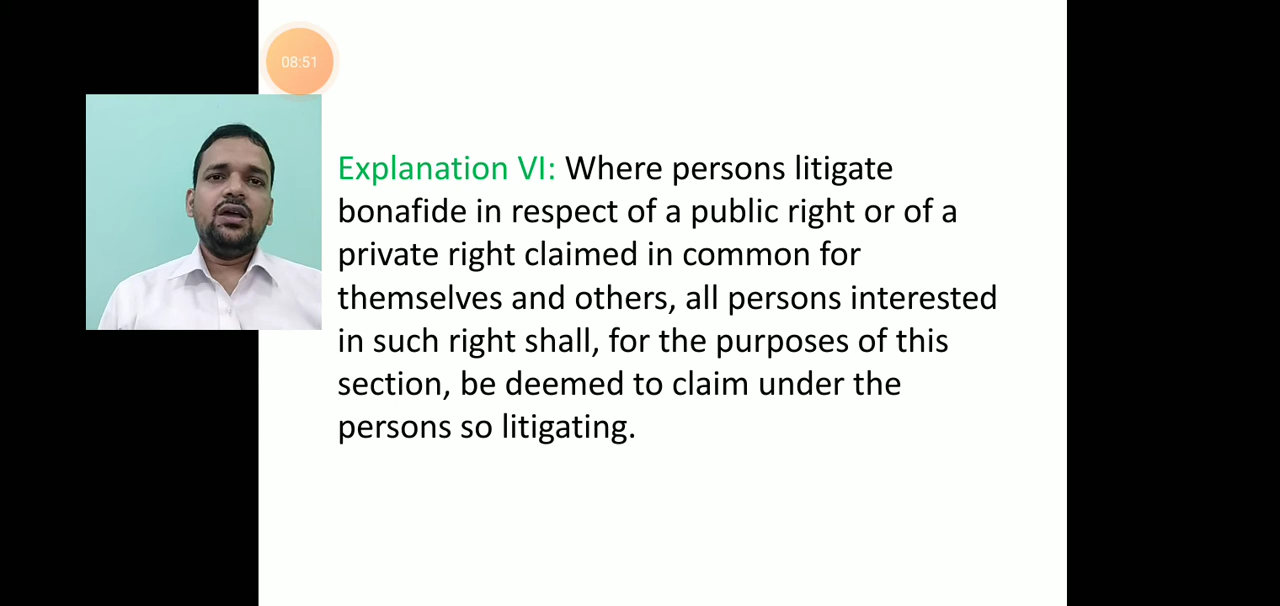 08:51
Explanation VI: Where persons litigate
bonafide in respect of a public right or of a
private right claimed in common for
themselves and others, all persons interested
in such right shall, for the purposes of this
section, be deemed to claim under the
persons so litigating.